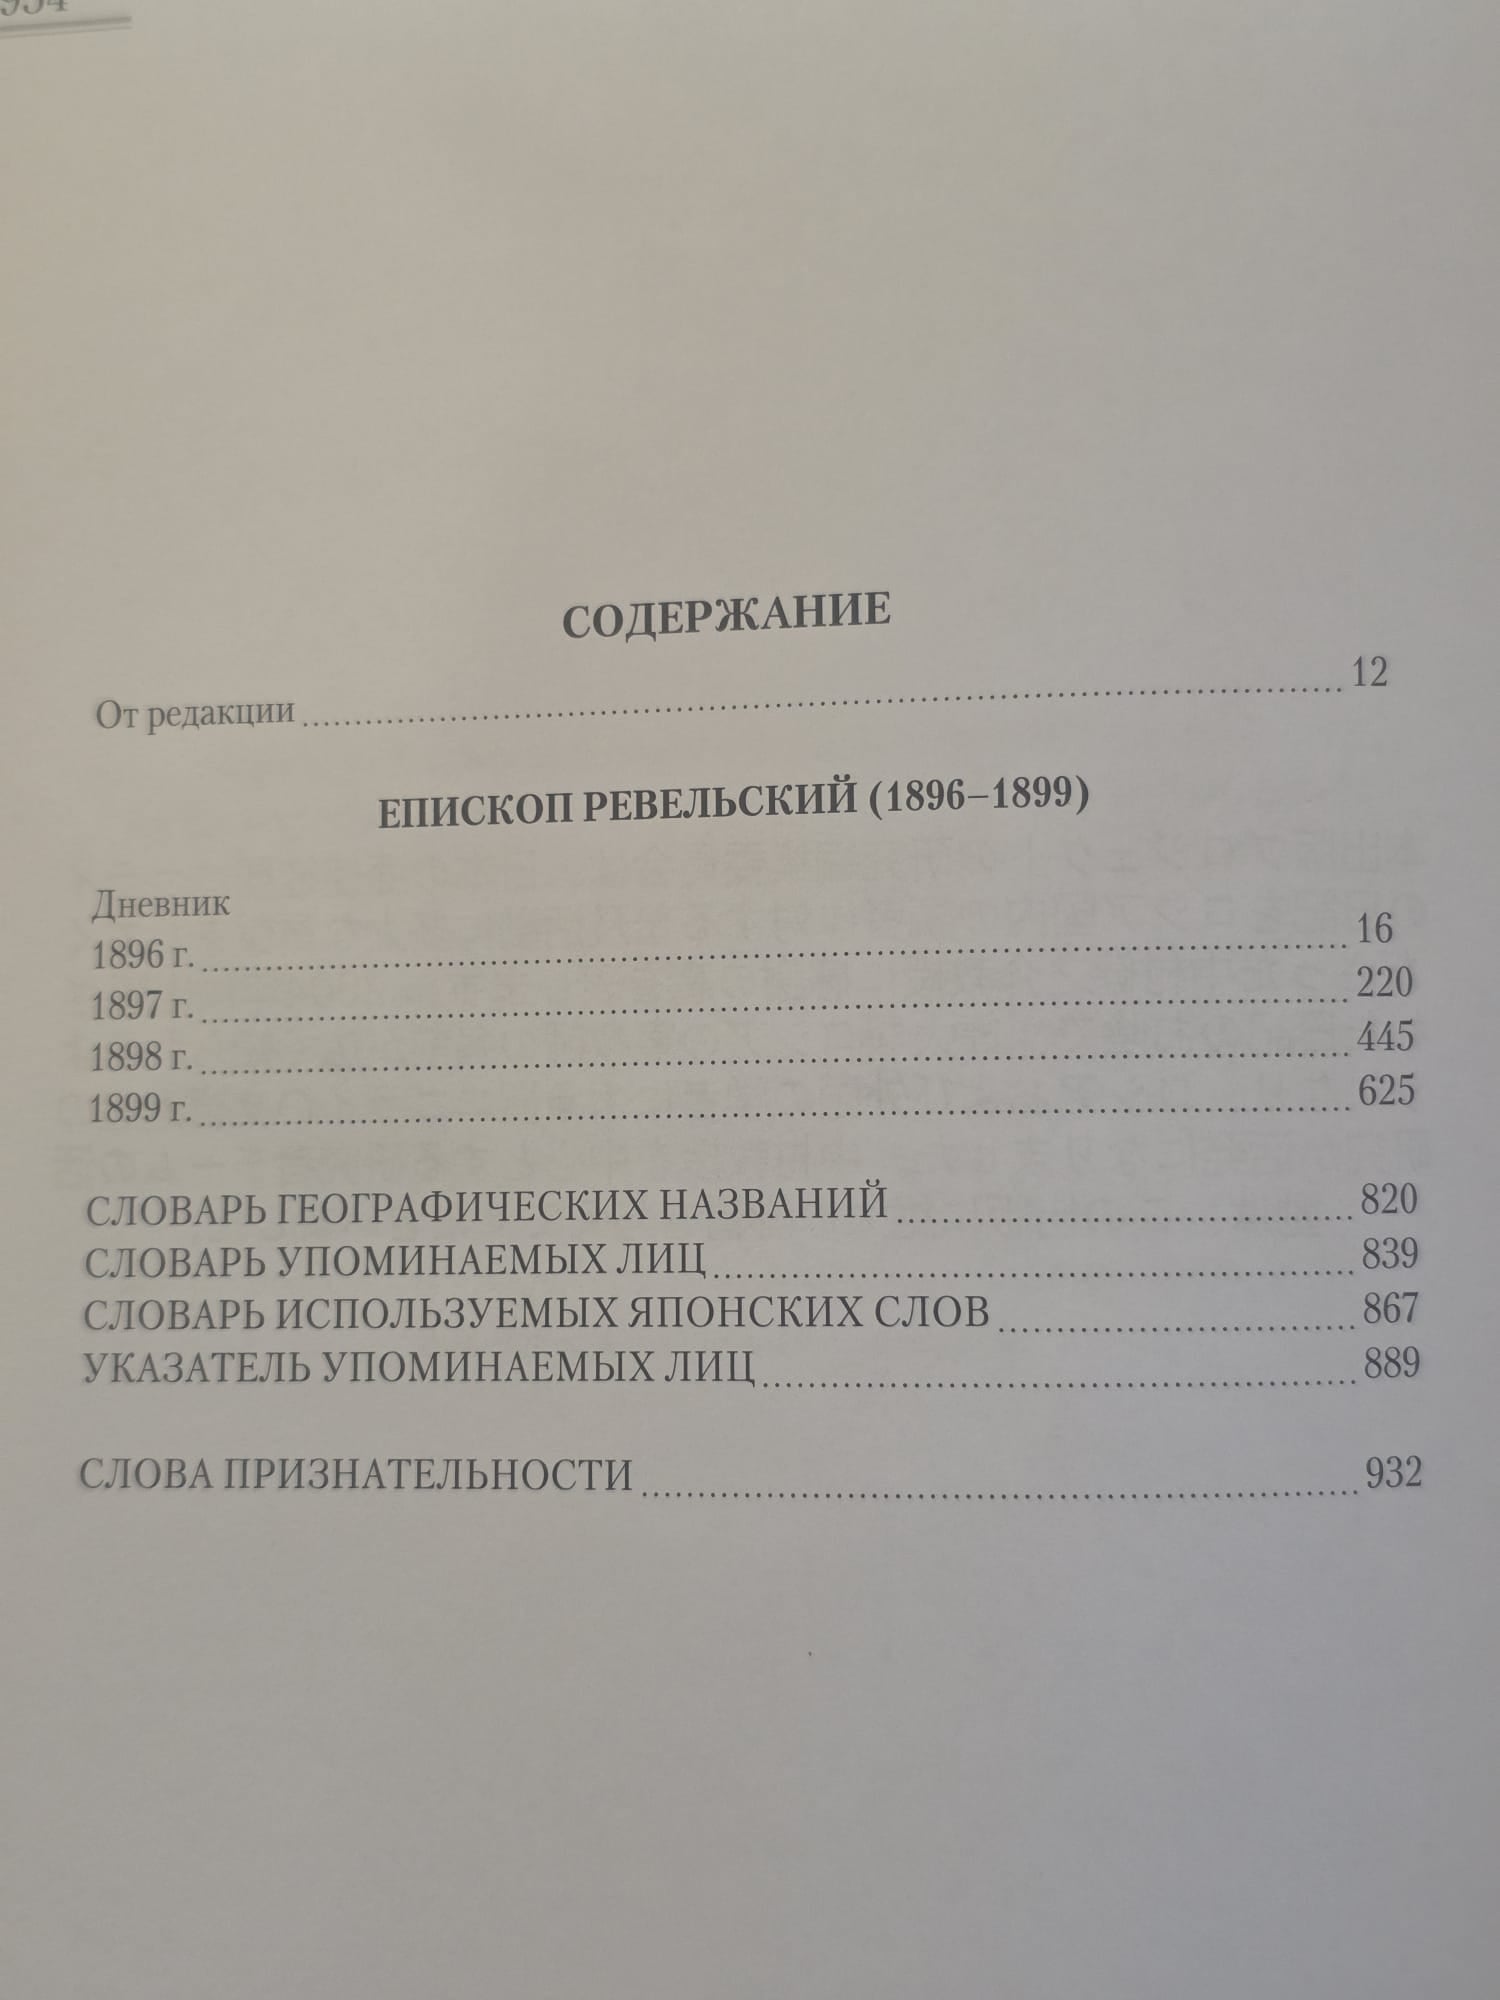 934
СОДЕРЖАНИЕ
От редакции 12
ЕПИСКОП РЕВЕЛЬСКИЙ (1896–1899)
Дневник
1896 г. 16
1897 г. 220
1898 г. 445
1899 г. 625
СЛОВАРЬ ГЕОГРАФИЧЕСКИХ НАЗВАНИЙ 820
СЛОВАРЬ УПОМИНАЕМЫХ ЛИЦ 839
СЛОВАРЬ ИСПОЛЬЗУЕМЫХ ЯПОНСКИХ СЛОВ 867
УКАЗАТЕЛЬ УПОМИНАЕМЫХ ЛИЦ 889
СЛОВА ПРИЗНАТЕЛЬНОСТИ 932